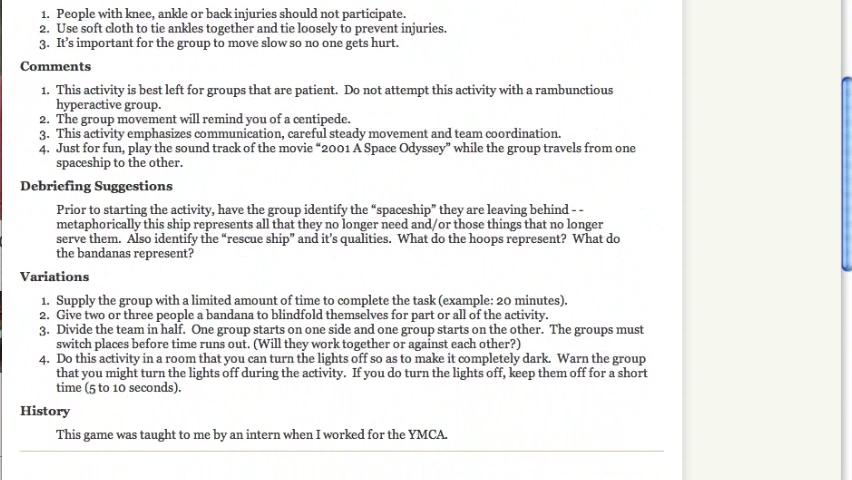 1. People with knee, ankle or back injuries should not participate.
2. Use soft cloth to tie ankles together and tie loosely to prevent injuries.
3. It's important for the group to move slow so no one gets hurt.
Comments
1. This activity is best left for groups that are patient. Do not attempt this activity with a rambunctious
hyperactive group.
2. The group movement will remind you of a centipede.
3. This activity emphasizes communication, careful steady movement and team coordination.
4. Just for fun, play the sound track of the movie "2001 A Space Odyssey" while the group travels from one
spaceship to the other.
Debriefing Suggestions
Prior to starting the activity, have the group identify the "spaceship" they are leaving behind - -
metaphorically this ship represents all that they no longer need and/or those things that no longer
serve them. Also identify the "rescue ship" and it's qualities. What do the hoops represent? What do
the bandanas represent?
Variations
1. Supply the group with a limited amount of time to complete the task (example: 20 minutes).
2. Give two or three people a bandana to blindfold themselves for part or all of the activity.
3. Divide the team in half. One group starts on one side and one group starts on the other. The groups must
switch places before time runs out. (Will they work together or against each other?)
4. Do this activity in a room that you can turn the lights off so as to make it completely dark. Warn the group
that you might turn the lights off during the activity. If you do turn the lights off, keep them off for a short
time (5 to 10 seconds).
History
This game was taught to me by an intern when I worked for the YMCA.